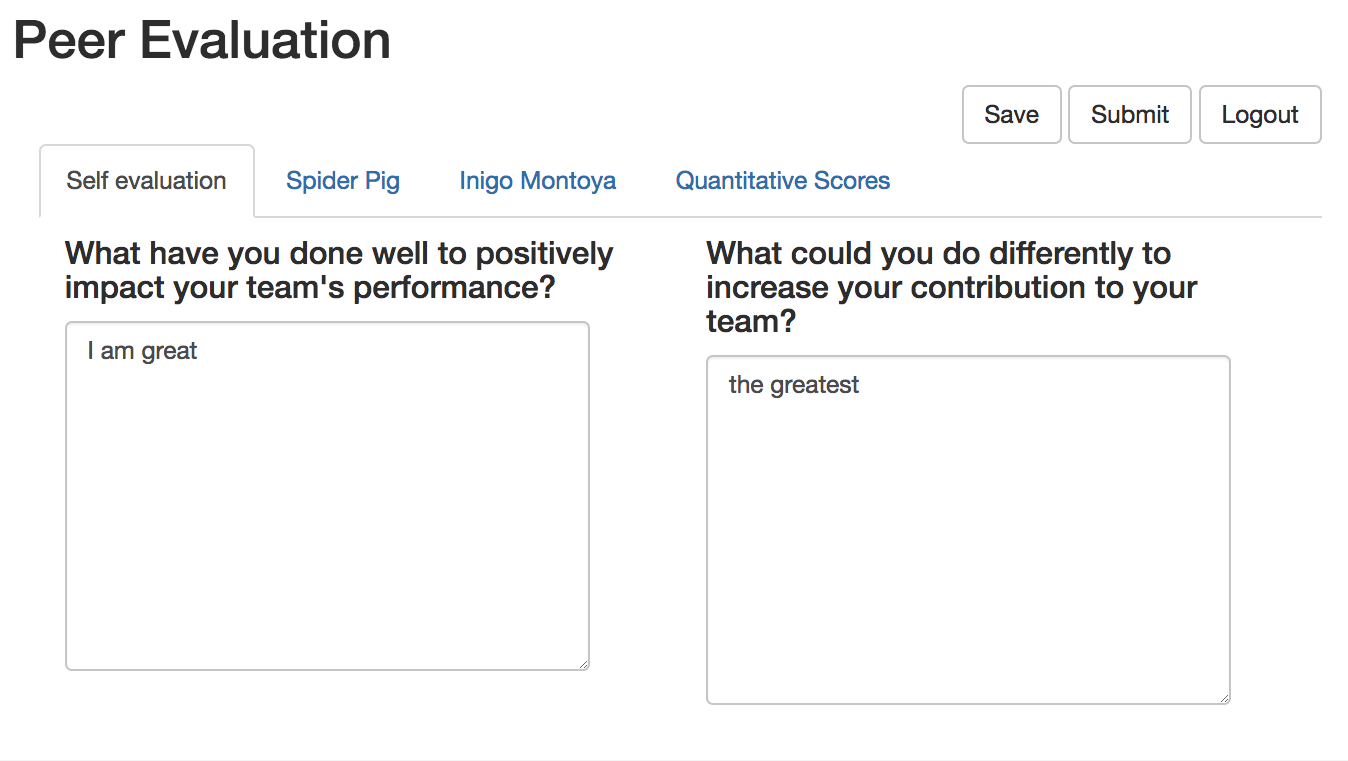 Peer Evaluation
Save Submit Logout
Self evaluation Spider Pig Inigo Montoya Quantitative Scores
What have you done well to positively
impact your team's performance?
I am great
What could you do differently to
increase your contribution to your
team?
the greatest